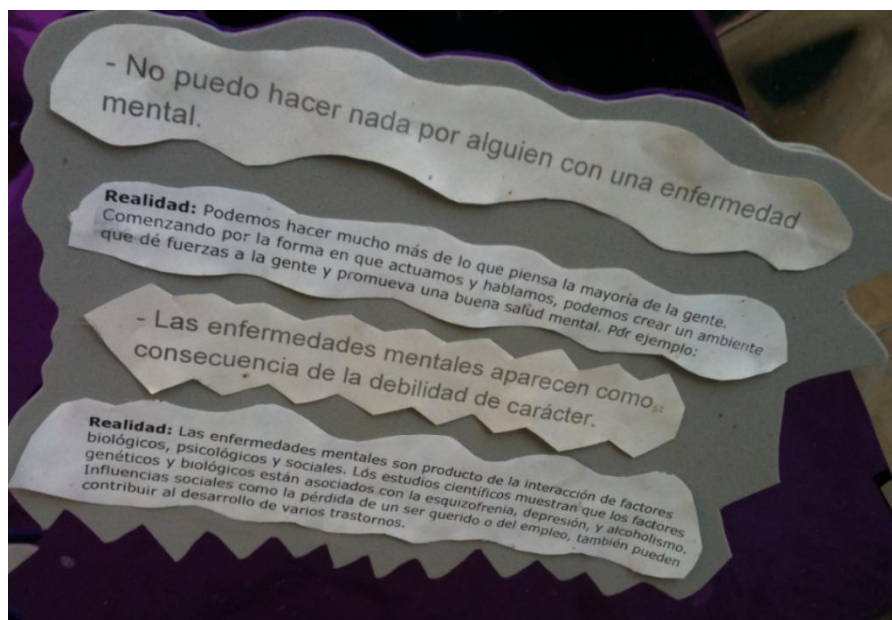 - No puedo hacer nada por alguien con una enfermedad
mental.
Realidad: Podemos hacer mucho más de lo que piensa la mayoría de la gente.
Comenzando por la forma en que actuamos y hablamos, podemos crear un ambiente
que dé fuerzas a la gente y promueva una buena salud mental. Por ejemplo:
- Las enfermedades mentales aparecen como
consecuencia de la debilidad de carácter.
Realidad: Las enfermedades mentales son producto de la interacción de factores
biológicos, psicológicos y sociales. Los estudios científicos muestran que los factores
genéticos y biológicos están asociados con la esquizofrenia, depresión, y alcoholismo.
Influencias sociales como la pérdida de un ser querido o del empleo, también pueden
contribuir al desarrollo de varios trastornos.